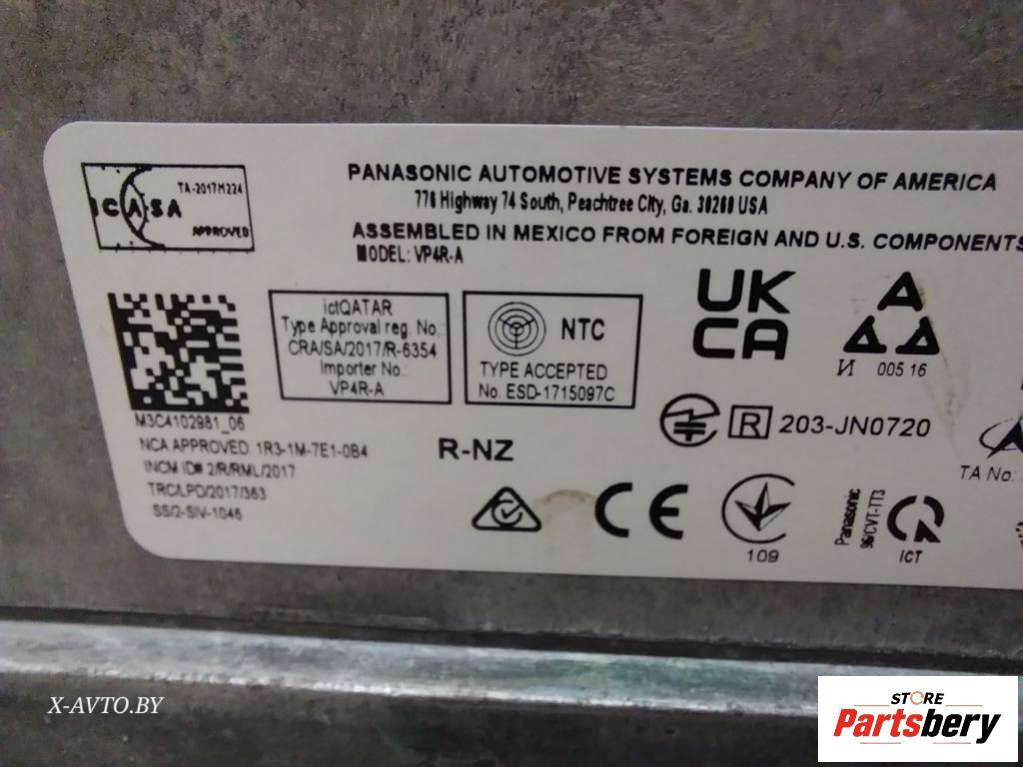 TA-2017/1224
ICASA
APPROVED
PANASONIC AUTOMOTIVE SYSTEMS COMPANY OF AMERICA
776 Highway 74 South, Peachtree City, Ga. 30269 USA
ASSEMBLED IN MEXICO FROM FOREIGN AND U.S. COMPONENTS
MODEL: VP4R-A
ictQATAR
Type Approval reg. No.:
CRA/SA/2017/R-6354
Importer No.:
VP4R-A
NTC
TYPE ACCEPTED
No. ESD-1715097C
UK
CA
И 005 16
M3C4102981_06
NCA APPROVED 1R3-1M-7E1-0B4
INCM ID# 2/R/RML/2017
TRC/LPD/2017/363
SS/2-SIV-1046
R-NZ
R 203-JN0720
TA No.
CE
109
Panasonic
96/CVT-TT3
ICT
X-AVTO.BY
STORE
Partsbery